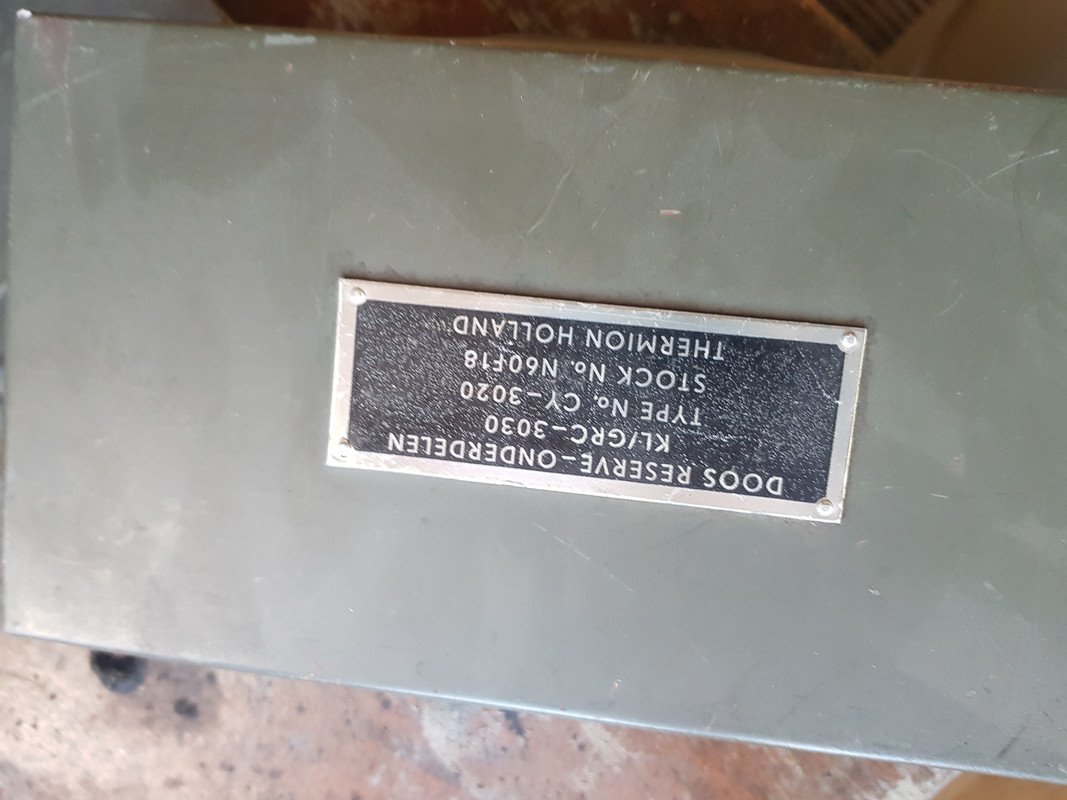 DOOS RESERVE-ONDERDELEN
KL/GRC-3030
TYPE No. CY-3020
STOCK No. N60F18
THERMION HOLLAND